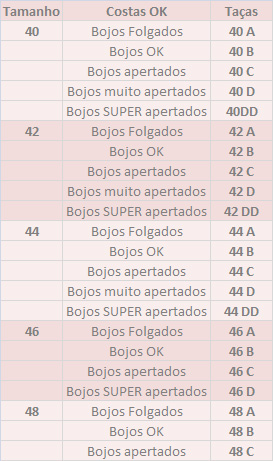 Tamanho Costas OK Taças
40 Bojos Folgados 40 A
Bojos OK 40 B
Bojos apertados 40 C
Bojos muito apertados 40 D
Bojos SUPER apertados 40DD
42 Bojos Folgados 42 A
Bojos OK 42 B
Bojos apertados 42 C
Bojos muito apertados 42 D
Bojos SUPER apertados 42 DD
44 Bojos Folgados 44 A
Bojos OK 44 B
Bojos apertados 44 C
Bojos muito apertados 44 D
Bojos SUPER apertados 44 DD
46 Bojos Folgados 46 A
Bojos OK 46 B
Bojos apertados 46 C
Bojos SUPER apertados 46 D
48 Bojos Folgados 48 A
Bojos OK 48 B
Bojos apertados 48 C